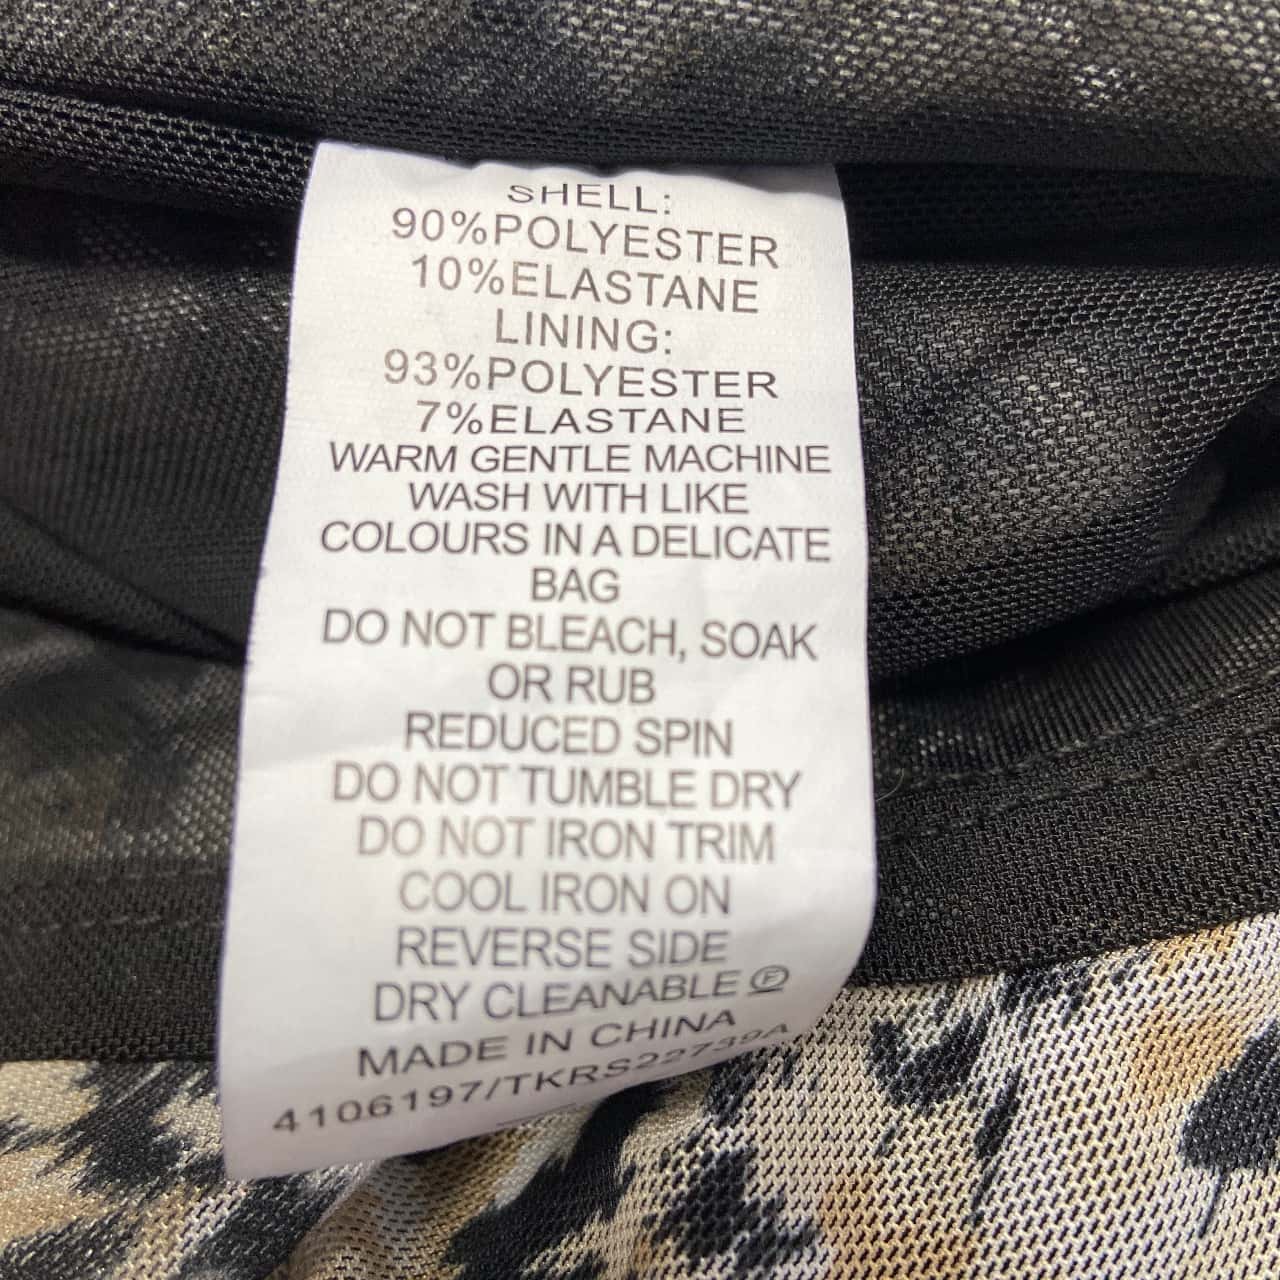 SHELL:
90%POLYESTER
10%ELASTANE
LINING:
93%POLYESTER
7%ELASTANE
WARM GENTLE MACHINE
WASH WITH LIKE
COLOURS IN A DELICATE
BAG
DO NOT BLEACH, SOAK
OR RUB
REDUCED SPIN
DO NOT TUMBLE DRY
DO NOT IRON TRIM
COOL IRON ON
REVERSE SIDE
DRY CLEANABLE Ⓕ
MADE IN CHINA
4106197/TKRS22739A